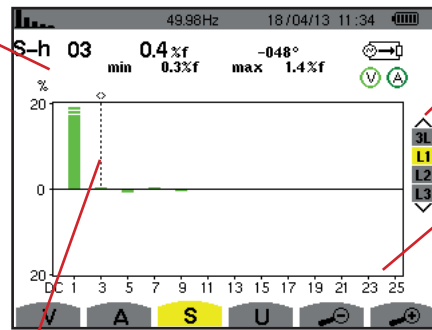 49.98Hz 18/04/13 11:34
S-h 03 0.4%f -048°
min 0.3%f max 1.4%f
V A
%
20
0
20
DC 1 3 5 7 9 11 13 15 17 19 21 23 25
3L
L1
L2
L3
V A S U